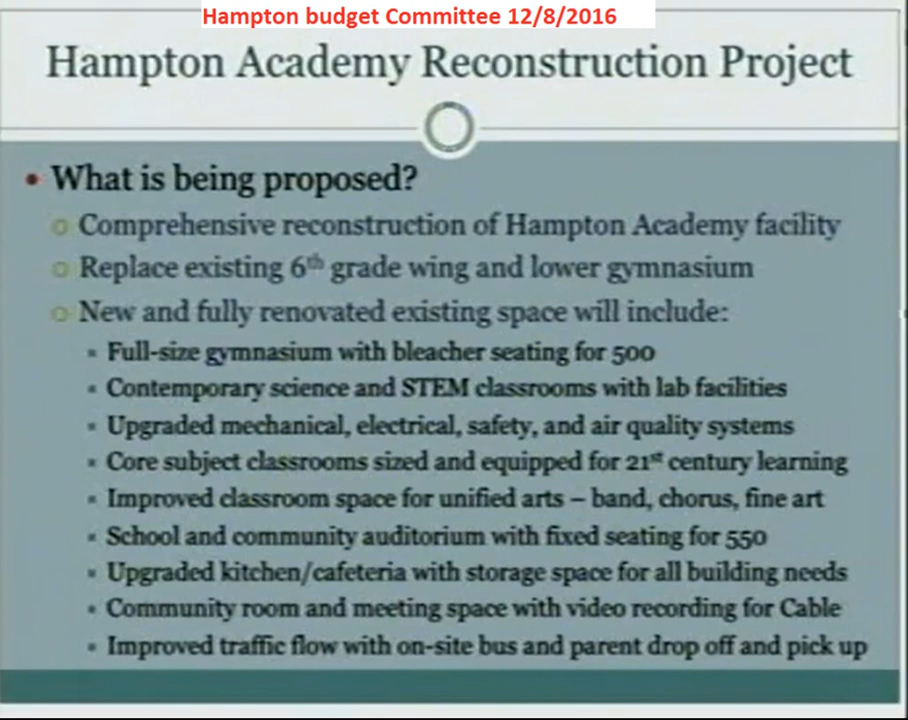 Hampton budget Committee 12/8/2016
Hampton Academy Reconstruction Project
• What is being proposed?
o Comprehensive reconstruction of Hampton Academy facility
o Replace existing 6th grade wing and lower gymnasium
o New and fully renovated existing space will include:
▪ Full-size gymnasium with bleacher seating for 500
▪ Contemporary science and STEM classrooms with lab facilities
▪ Upgraded mechanical, electrical, safety, and air quality systems
▪ Core subject classrooms sized and equipped for 21st century learning
▪ Improved classroom space for unified arts – band, chorus, fine art
▪ School and community auditorium with fixed seating for 550
▪ Upgraded kitchen/cafeteria with storage space for all building needs
▪ Community room and meeting space with video recording for Cable
▪ Improved traffic flow with on-site bus and parent drop off and pick up